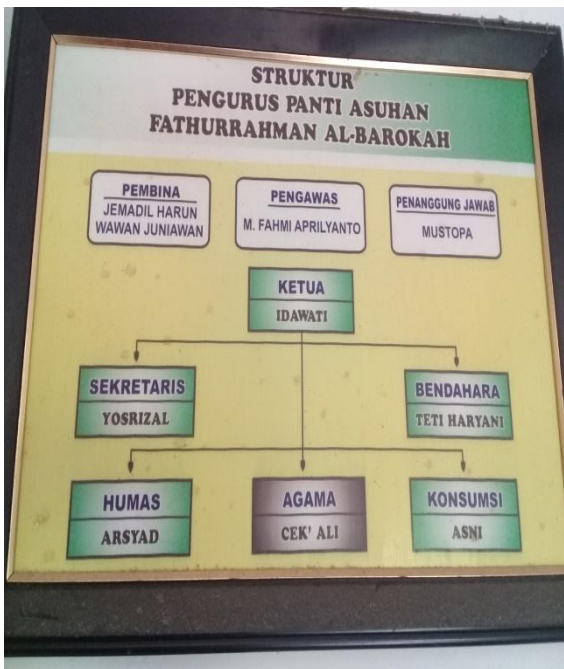 STRUKTUR
PENGURUS PANTI ASUHAN
FATHURRAHMAN AL-BAROKAH
PEMBINA
JEMADIL HARUN
WAWAN JUNIAWAN
PENGAWAS
M. FAHMI APRILYANTO
PENANGGUNG JAWAB
MUSTOPA
KETUA
IDAWATI
SEKRETARIS
YOSRIZAL
BENDAHARA
TETI HARYANI
HUMAS
ARSYAD
AGAMA
CEK' ALI
KONSUMSI
ASNI